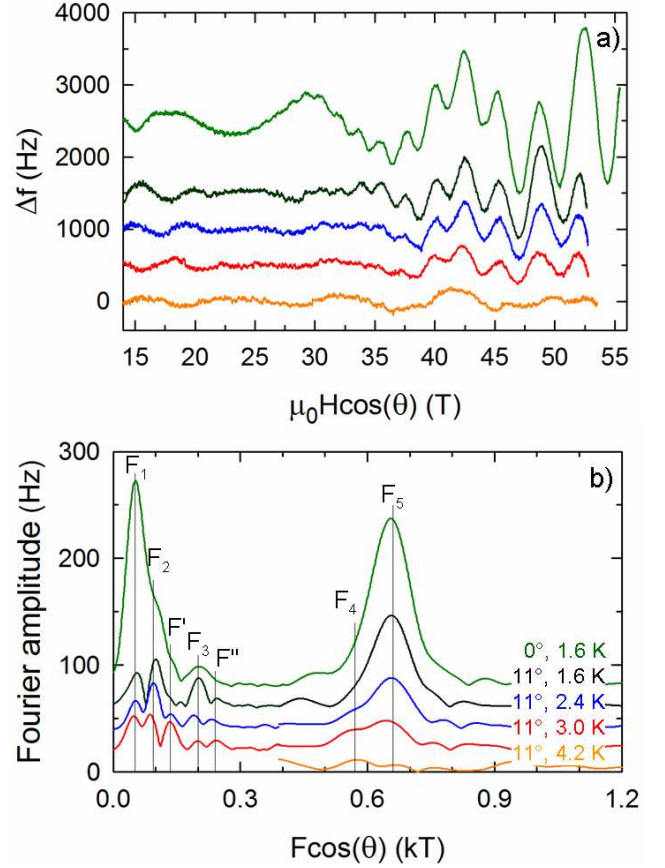 a)
4000
3000
2000
1000
0
Δf (Hz)
15 20 25 30 35 40 45 50 55
μ₀Hcos(θ) (T)
b)
300
200
100
0
Fourier amplitude (Hz)
F₁
F₂
F'
F₃
F"
F₄
F₅
0°, 1.6 K
11°, 1.6 K
11°, 2.4 K
11°, 3.0 K
11°, 4.2 K
0.0 0.3 0.6 0.9 1.2
Fcos(θ) (kT)